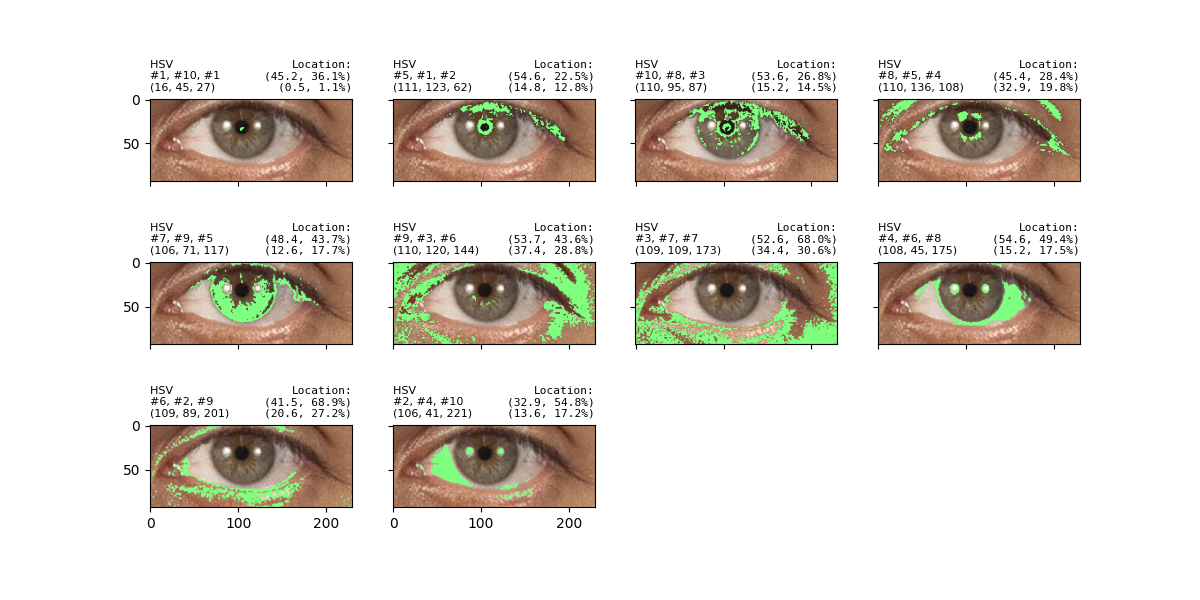 HSV Location:
#1, #10, #1 (45.2, 36.1%)
(16, 45, 27) (0.5, 1.1%)
HSV Location:
#5, #1, #2 (54.6, 22.5%)
(111, 123, 62) (14.8, 12.8%)
HSV Location:
#10, #8, #3 (53.6, 26.8%)
(110, 95, 87) (15.2, 14.5%)
HSV Location:
#8, #5, #4 (45.4, 28.4%)
(110, 136, 108) (32.9, 19.8%)
0
50
HSV Location:
#7, #9, #5 (48.4, 43.7%)
(106, 71, 117) (12.6, 17.7%)
HSV Location:
#9, #3, #6 (53.7, 43.6%)
(110, 120, 144) (37.4, 28.8%)
HSV Location:
#3, #7, #7 (52.6, 68.0%)
(109, 109, 173) (34.4, 30.6%)
HSV Location:
#4, #6, #8 (54.6, 49.4%)
(108, 45, 175) (15.2, 17.5%)
0
50
HSV Location:
#6, #2, #9 (41.5, 68.9%)
(109, 89, 201) (20.6, 27.2%)
HSV Location:
#2, #4, #10 (32.9, 54.8%)
(106, 41, 221) (13.6, 17.2%)
0
50
0 100 200
0 100 200